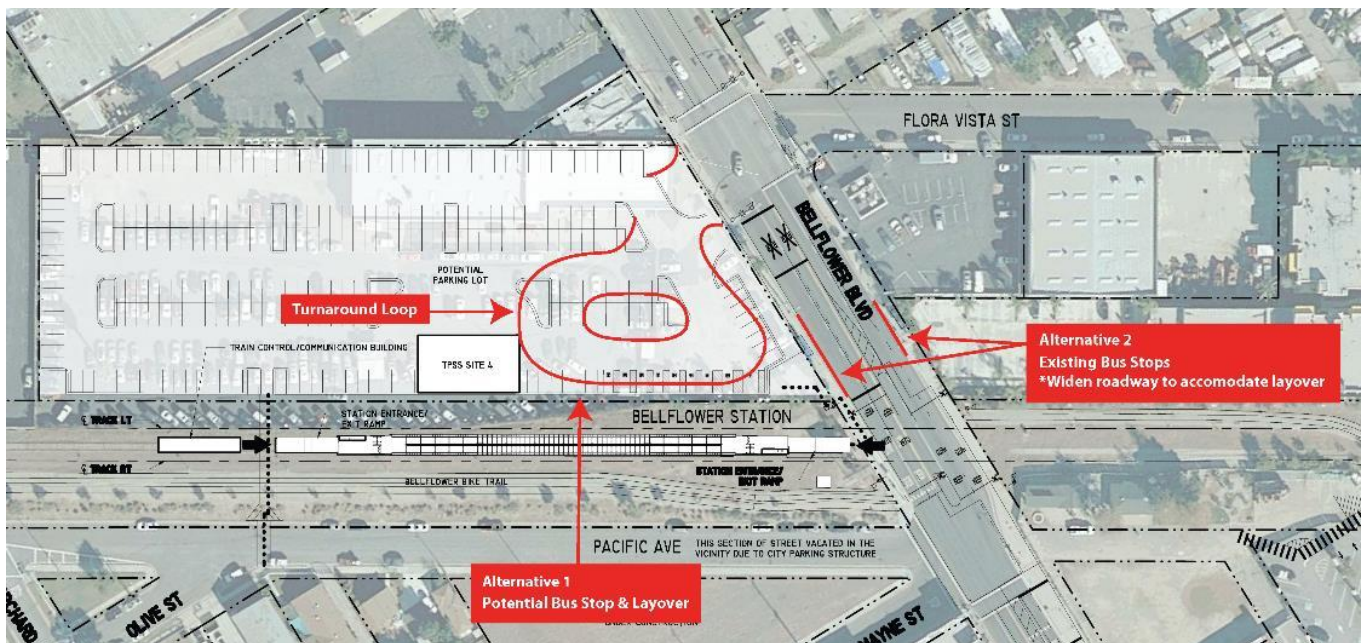 FLORA VISTA ST
BELLFLOWER BLVD
POTENTIAL
PARKING LOT
Turnaround Loop
TRAIN CONTROL/COMMUNICATION BUILDING
TPSS SITE 4
Alternative 2
Existing Bus Stops
*Widen roadway to accomodate layover
STATION ENTRANCE/
EXIT RAMP
BELLFLOWER STATION
TRACK LT
TRACK RT
STATION ENTRANCE/
EXIT RAMP
BELLFLOWER BIKE TRAIL
PACIFIC AVE
THIS SECTION OF STREET VACATED IN THE
VICINITY DUE TO CITY PARKING STRUCTURE
Alternative 1
Potential Bus Stop & Layover
OLIVE ST
UNDER CONSTRUCTION